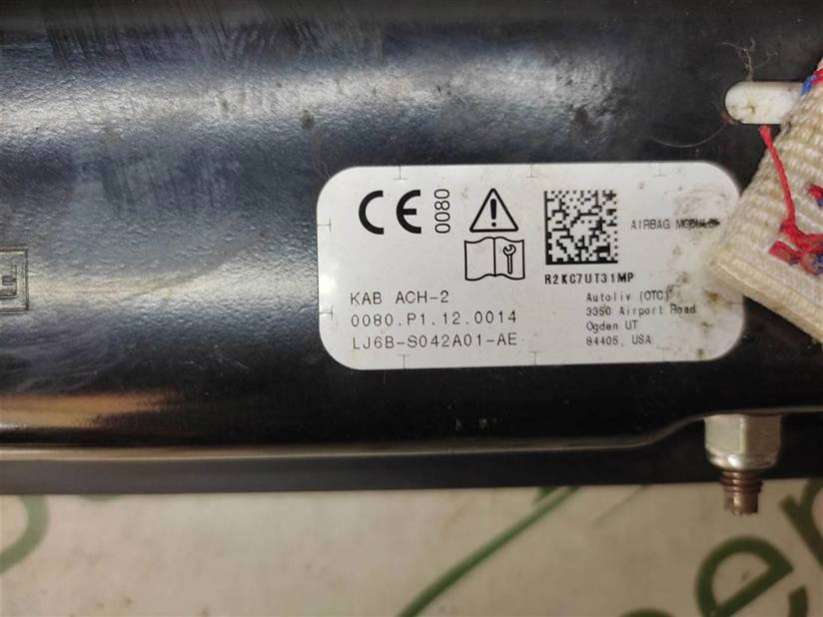 CE 0080
AIRBAG MODULE
R2KC7UT31MP
KAB ACH-2
0080.P1.12.0014
LJ6B-S042A01-AE
Autoliv (OTC)
3350 Airport Road
Ogden UT
84405, USA